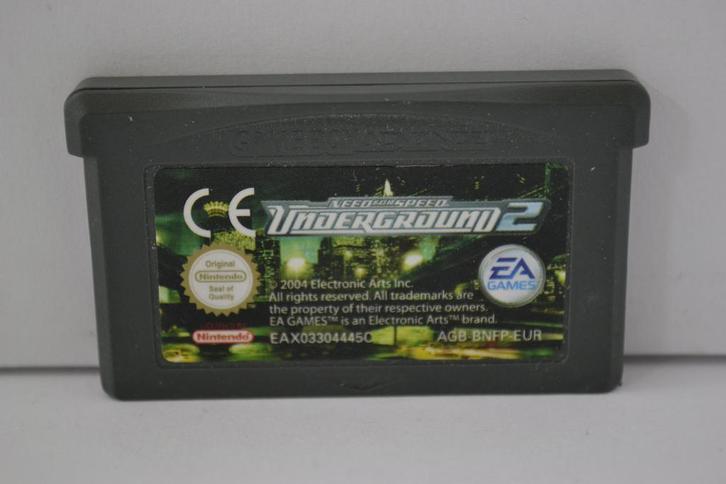 GAME BOY ADVANCE
CE
NEED FOR SPEED
UNDERGROUND 2
Original
Nintendo
Seal of
Quality
EA
GAMES™
© 2004 Electronic Arts Inc.
All rights reserved. All trademarks are
the property of their respective owners.
EA GAMES™ is an Electronic Arts™ brand.
Nintendo
EAX03304445C AGB-BNFP-EUR